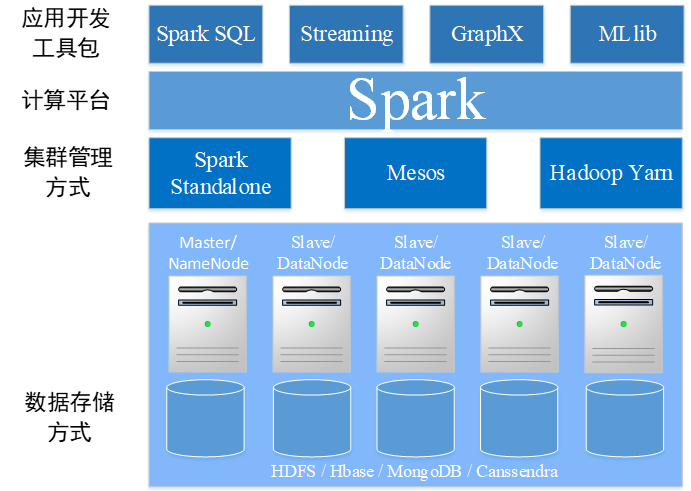 应用开发
工具包
Spark SQL
Streaming
GraphX
MLlib
计算平台
Spark
集群管理
方式
Spark
Standalone
Mesos
Hadoop Yarn
数据存储
方式
Master/
NameNode
Slave/
DataNode
Slave/
DataNode
Slave/
DataNode
Slave/
DataNode
HDFS / Hbase / MongoDB / Canssendra